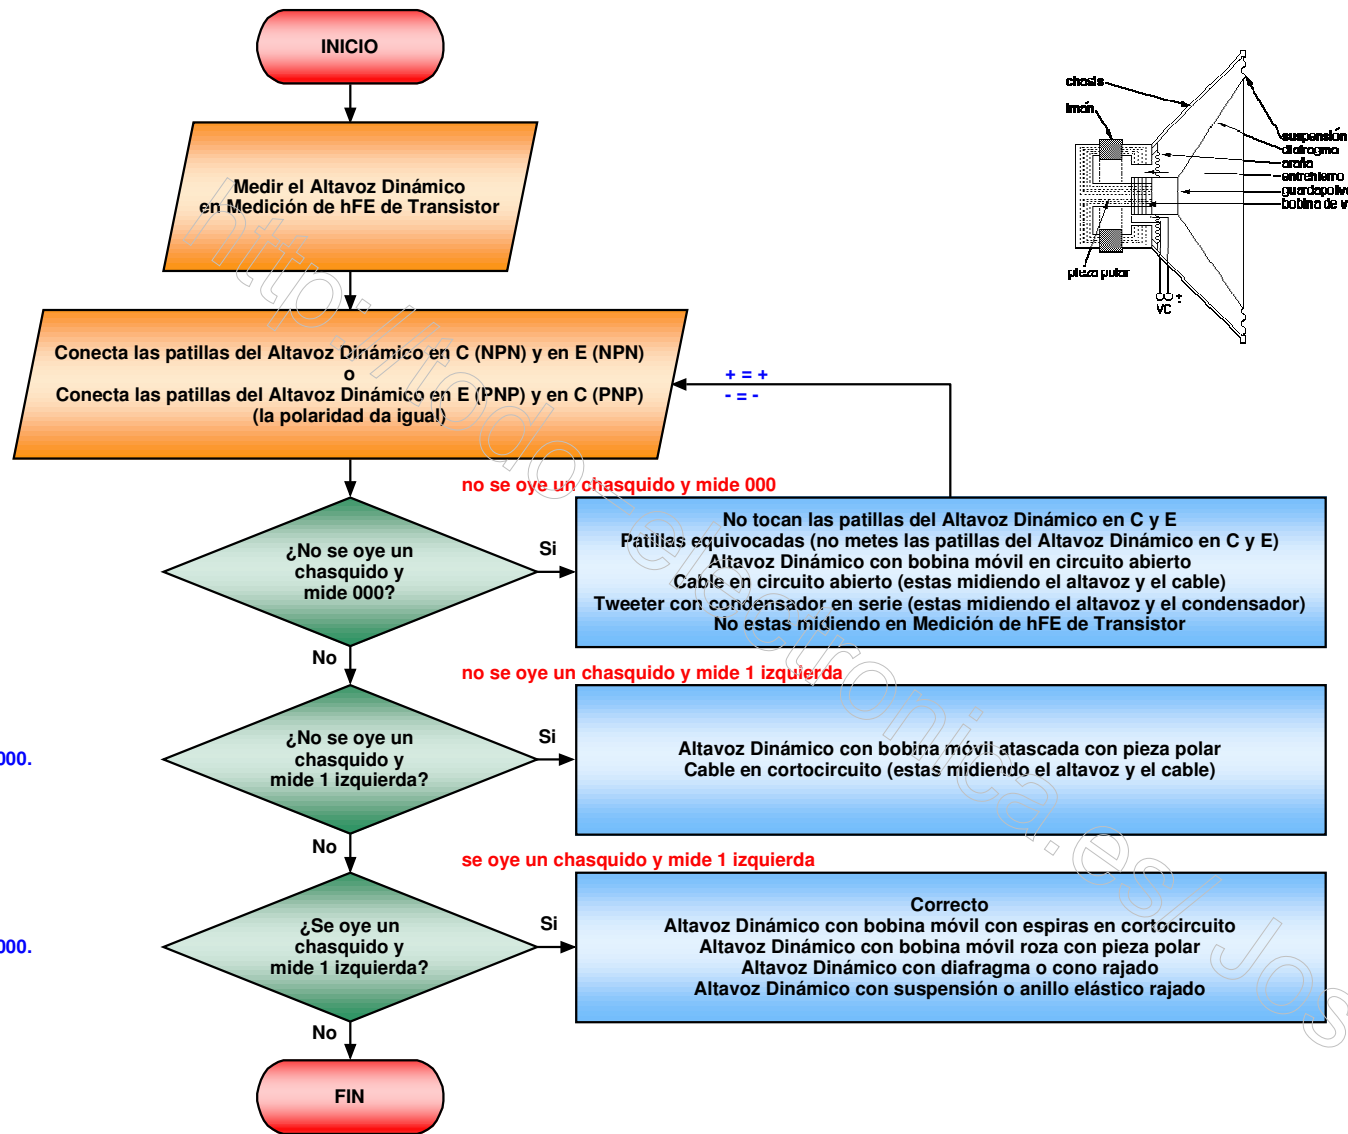 INICIO
Medir el Altavoz Dinámico
en Medición de hFE de Transistor
Conecta las patillas del Altavoz Dinámico en C (NPN) y en E (NPN)
o
Conecta las patillas del Altavoz Dinámico en E (PNP) y en C (PNP)
(la polaridad da igual)
+ = +
- = -
chasis
imán
suspensión
diafragma
araña
entrehierro
guardapolvo
bobina de v
pieza polar
VC
±
no se oye un chasquido y mide 000
¿No se oye un
chasquido y
mide 000?
Si
No tocan las patillas del Altavoz Dinámico en C y E
Patillas equivocadas (no metes las patillas del Altavoz Dinámico en C y E)
Altavoz Dinámico con bobina móvil en circuito abierto
Cable en circuito abierto (estas midiendo el altavoz y el cable)
Tweeter con condensador en serie (estas midiendo el altavoz y el condensador)
No estas midiendo en Medición de hFE de Transistor
No
no se oye un chasquido y mide 1 izquierda
000.
¿No se oye un
chasquido y
mide 1 izquierda?
Si
Altavoz Dinámico con bobina móvil atascada con pieza polar
Cable en cortocircuito (estas midiendo el altavoz y el cable)
No
se oye un chasquido y mide 1 izquierda
000.
¿Se oye un
chasquido y
mide 1 izquierda?
Si
Correcto
Altavoz Dinámico con bobina móvil con espiras en cortocircuito
Altavoz Dinámico con bobina móvil roza con pieza polar
Altavoz Dinámico con diafragma o cono rajado
Altavoz Dinámico con suspensión o anillo elástico rajado
No
FIN
http://todo-electronica.es/ Jos